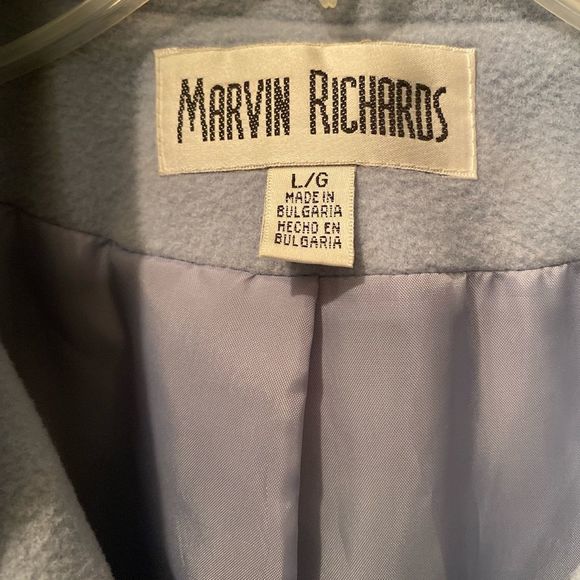 MARVIN RICHARDS
L/G
MADE IN
BULGARIA
HECHO EN
BULGARIA